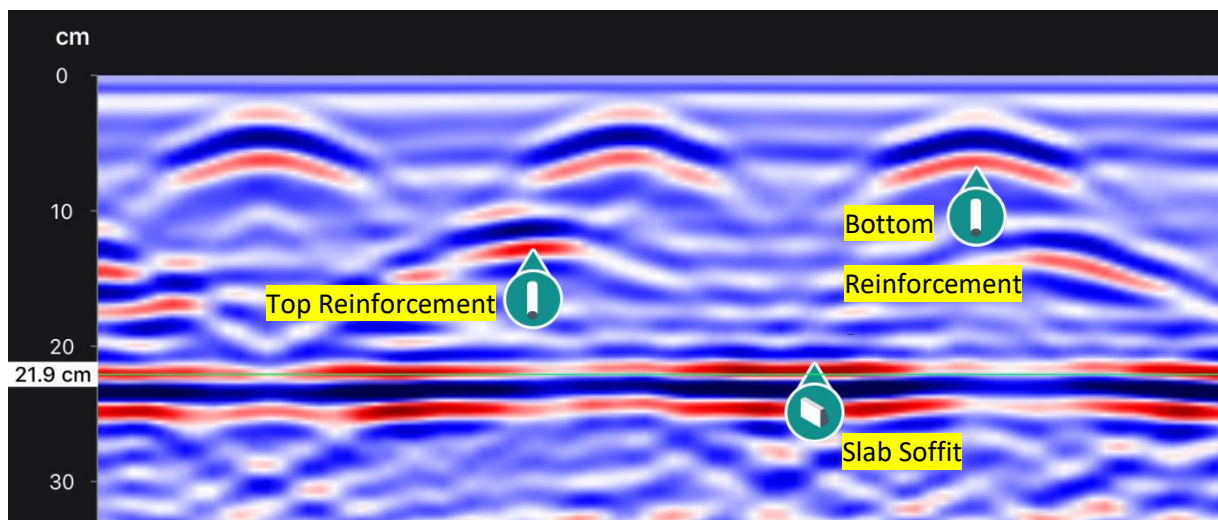 cm
0
10
Bottom
Reinforcement
Top Reinforcement
20
21.9 cm
Slab Soffit
30